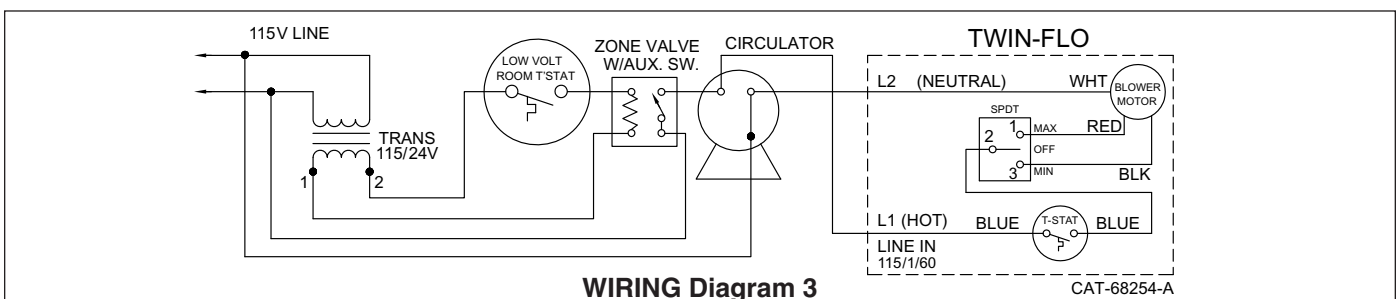 115V LINE
LOW VOLT
ROOM T'STAT
ZONE VALVE
W/AUX. SW.
CIRCULATOR
TWIN-FLO
L2 (NEUTRAL)
WHT
BLOWER
MOTOR
SPDT
1
MAX
RED
2
OFF
3
MIN
BLK
TRANS
115/24V
1
2
L1 (HOT)
BLUE
T-STAT
BLUE
LINE IN
115/1/60
WIRING Diagram 3
CAT-68254-A